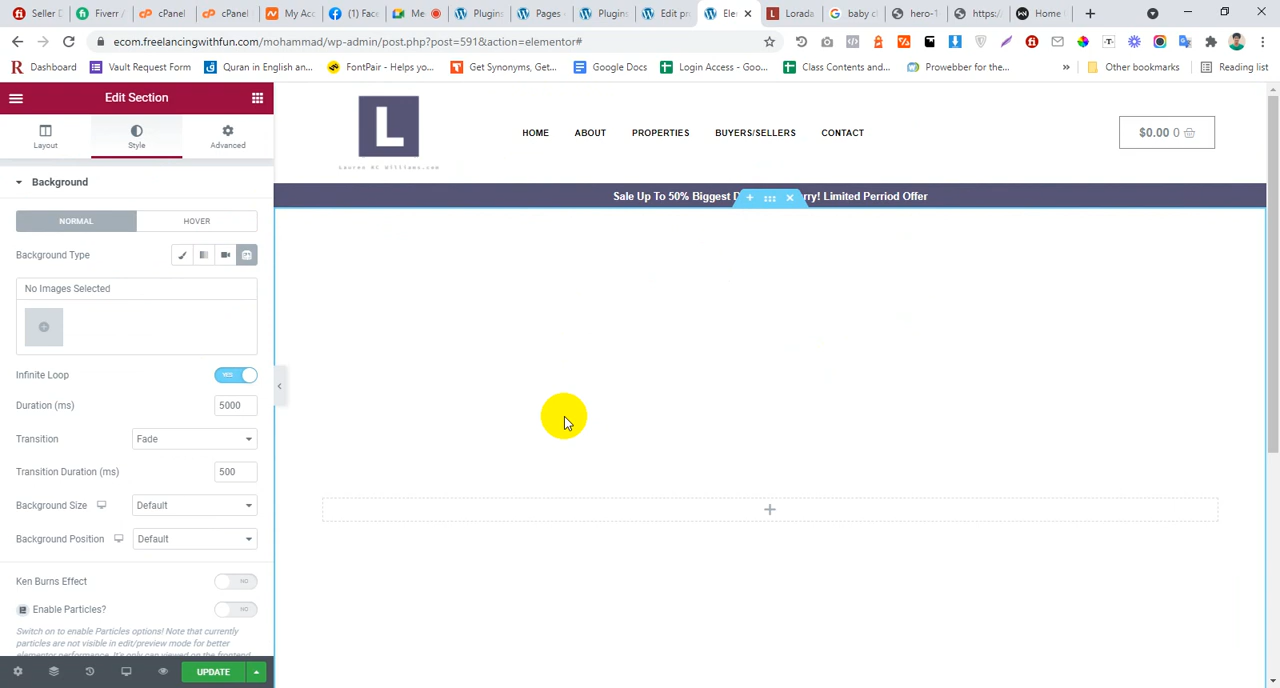 Seller D
Fiverr /
cPanel
cPanel
My Acc
(1) Face
Me
Plugins
Pages
Plugins
Edit pr
Ele
Lorada
baby cl
hero-1
https:/
Home
ecom.freelancingwithfun.com/mohammad/wp-admin/post.php?post=591&action=elementor#
Dashboard
Vault Request Form
Quran in English an...
FontPair - Helps yo...
Get Synonyms, Get...
Google Docs
Login Access - Goo...
Class Contents and...
Prowebber for the...
»
Other bookmarks
Reading list
Edit Section
Layout
Style
Advanced
Background
NORMAL
HOVER
Background Type
No Images Selected
Infinite Loop
YES
Duration (ms)
5000
Transition
Fade
Transition Duration (ms)
500
Background Size
Default
Background Position
Default
Ken Burns Effect
NO
Enable Particles?
NO
Switch on to enable Particles options! Note that currently
particles are not visible in edit/preview mode for better
elementor performance. It's only can viewed on the frontend
UPDATE
L
HOME
ABOUT
PROPERTIES
BUYERS/SELLERS
CONTACT
$0.00 0
Sale Up To 50% Biggest D
rry! Limited Perriod Offer